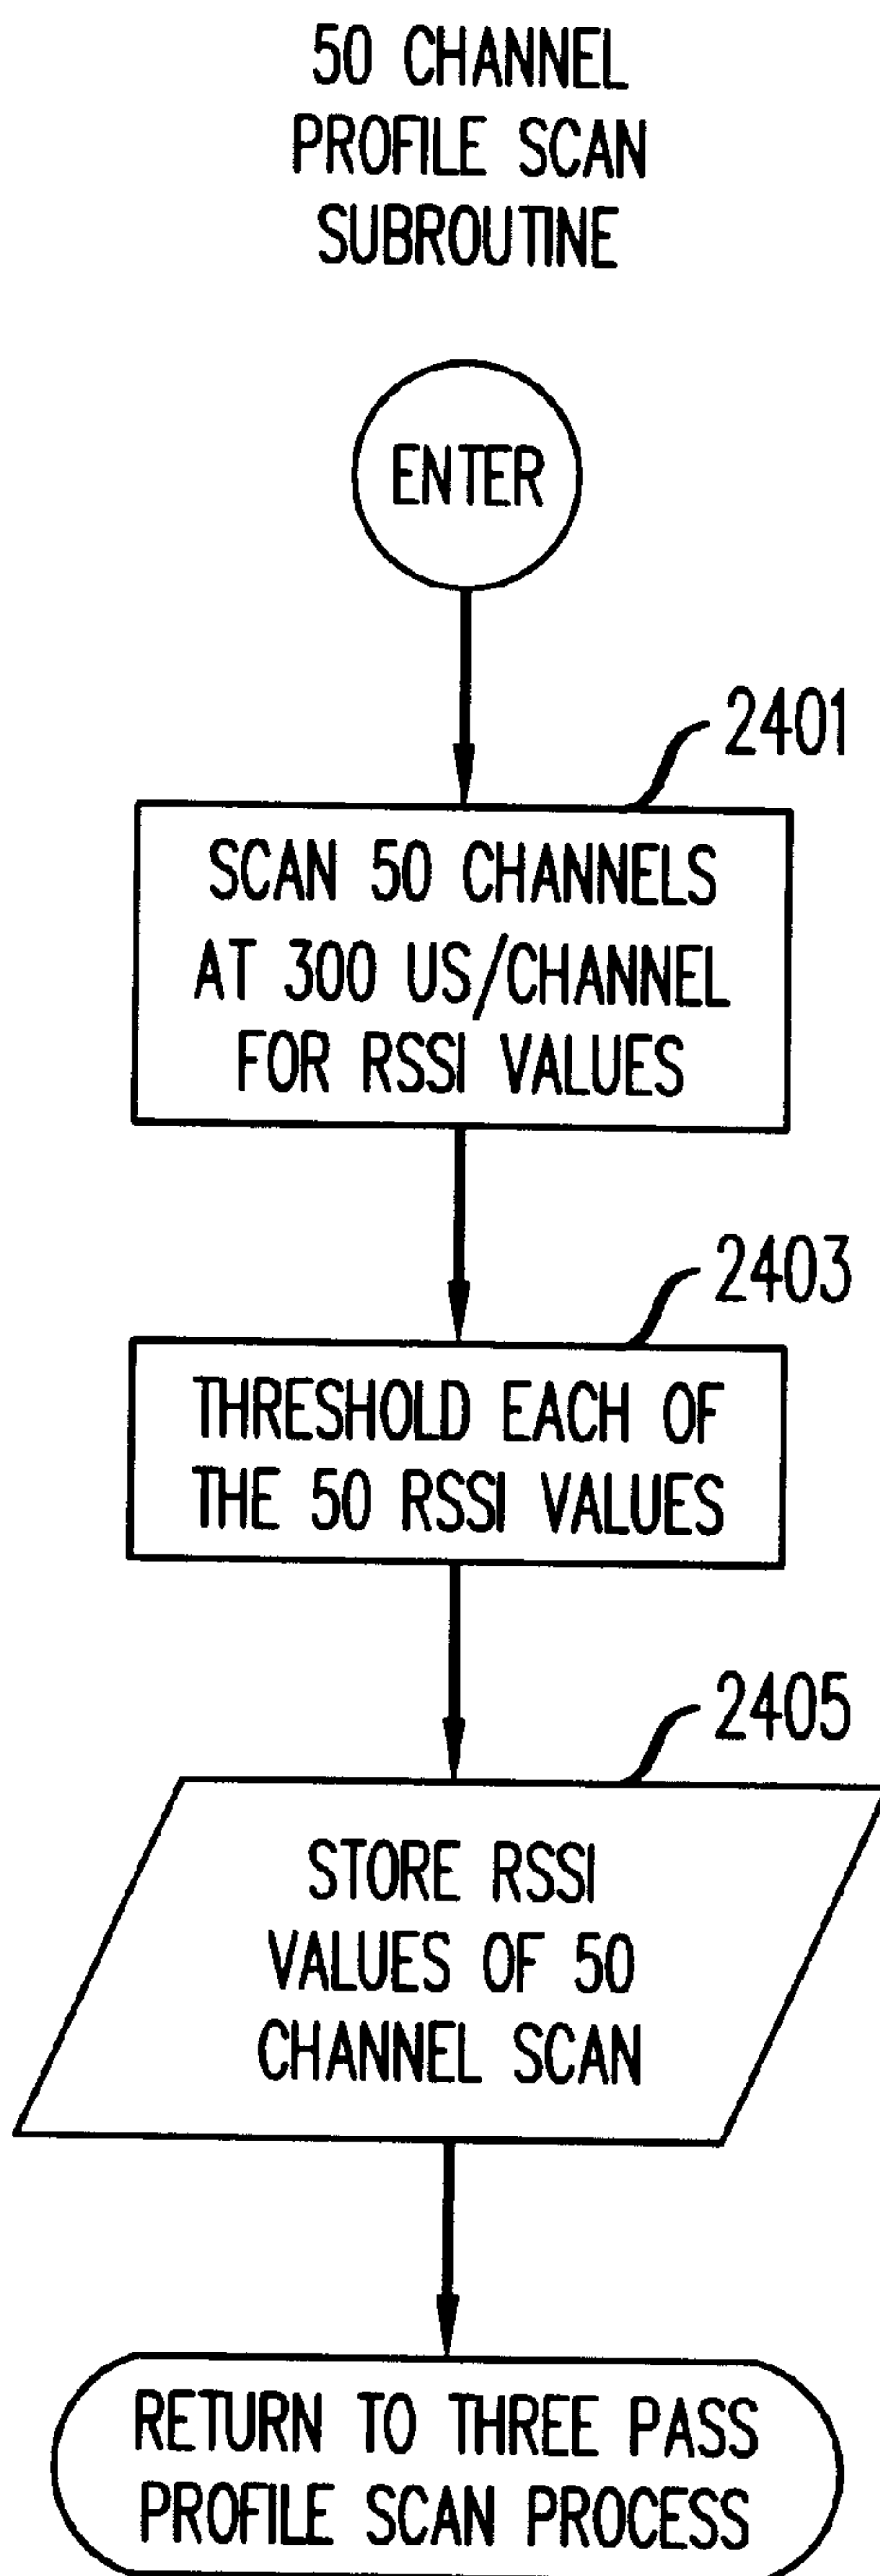 50 CHANNEL
PROFILE SCAN
SUBROUTINE
ENTER
2401
SCAN 50 CHANNELS
AT 300 US/CHANNEL
FOR RSSI VALUES
2403
THRESHOLD EACH OF
THE 50 RSSI VALUES
2405
STORE RSSI
VALUES OF 50
CHANNEL SCAN
RETURN TO THREE PASS
PROFILE SCAN PROCESS